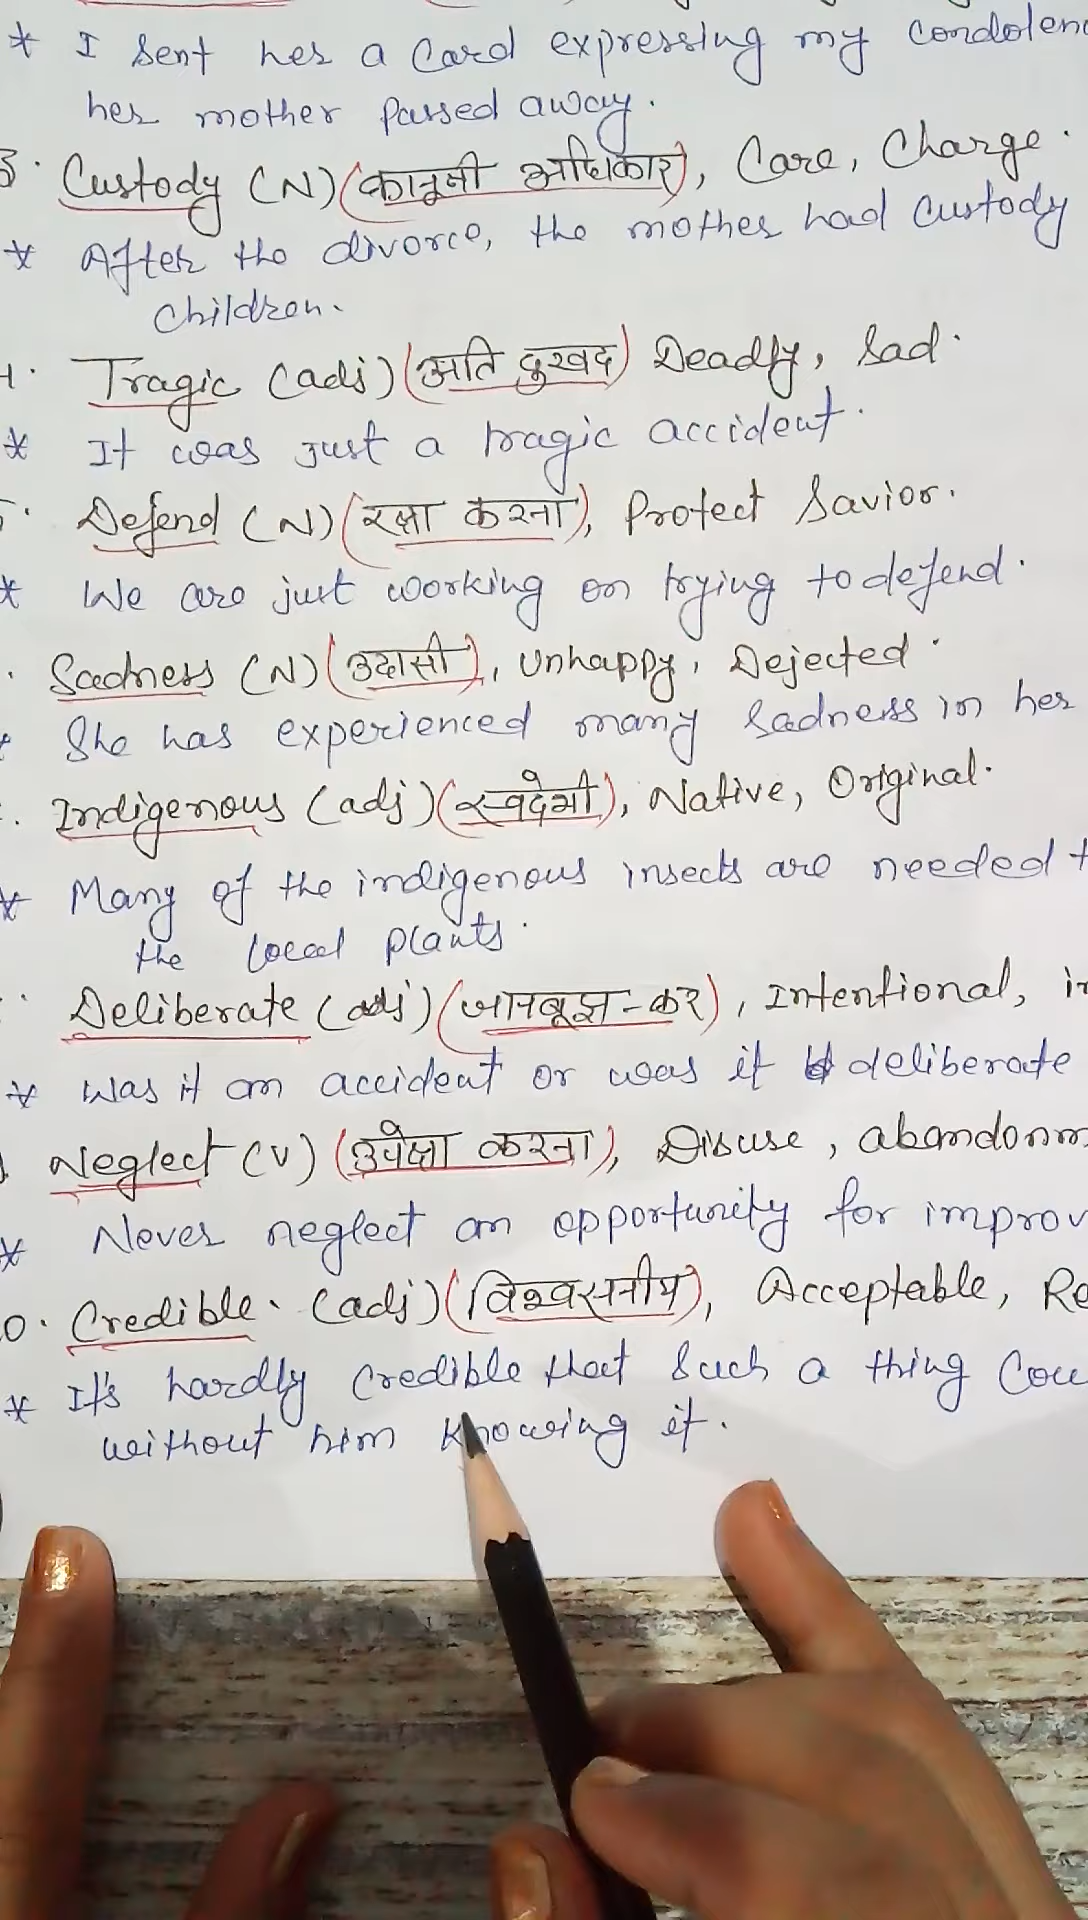 * I sent her a Card expressing my condolen
her mother passed away.
3. Custody (N) (कानूनी अधिकार), Care, Charge.
* After the divorce, the mother had custody
children.
4. Tragic (adj) (अति दुखद) Deadly, Sad.
* It was just a tragic accident.
5. Defend (N) (रक्षा करना), Protect Savior.
* We are just working on trying to defend.
. Sadness (N) (उदासी), Unhappy, Dejected.
* She has experienced many sadness in her
. Indigenous (adj) (स्वदेशी), Native, Original.
* Many of the indigenous insects are needed t
the local plants.
. Deliberate (adj) (जानबूझ-कर), Intentional, in
* Was it an accident or was it deliberate
Neglect (V) (उपेक्षा करना), Disuse, abandonm
* Never neglect an opportunity for improv
0. Credible. (adj) (विश्वसनीय), Acceptable, Re
* It's hardly credible that such a thing Cou
without him knowing it.